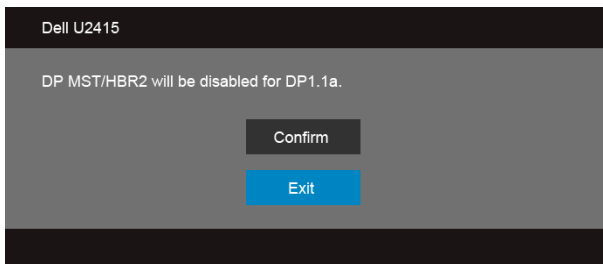 Dell U2415
DP MST/HBR2 will be disabled for DP1.1a.
Confirm
Exit